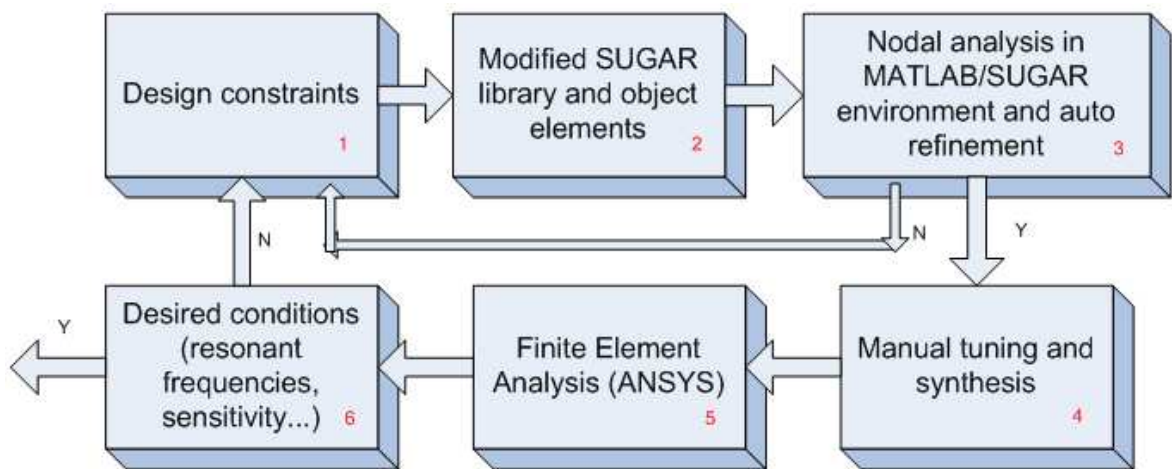 Design constraints
1
Modified SUGAR
library and object
elements
2
Nodal analysis in
MATLAB/SUGAR
environment and auto
refinement
3
N
N
Y
Y
Desired conditions
(resonant
frequencies,
sensitivity...)
6
Finite Element
Analysis (ANSYS)
5
Manual tuning and
synthesis
4